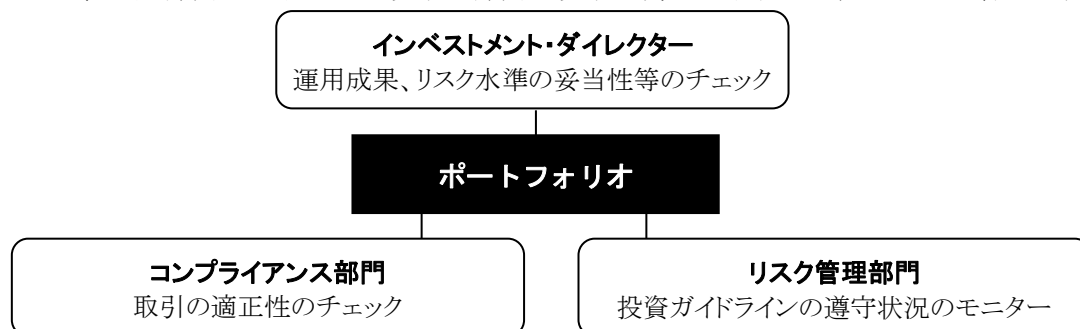 インベストメント・ダイレクター
運用成果、リスク水準の妥当性等のチェック
ポートフォリオ
コンプライアンス部門
取引の適正性のチェック
リスク管理部門
投資ガイドラインの遵守状況のモニター